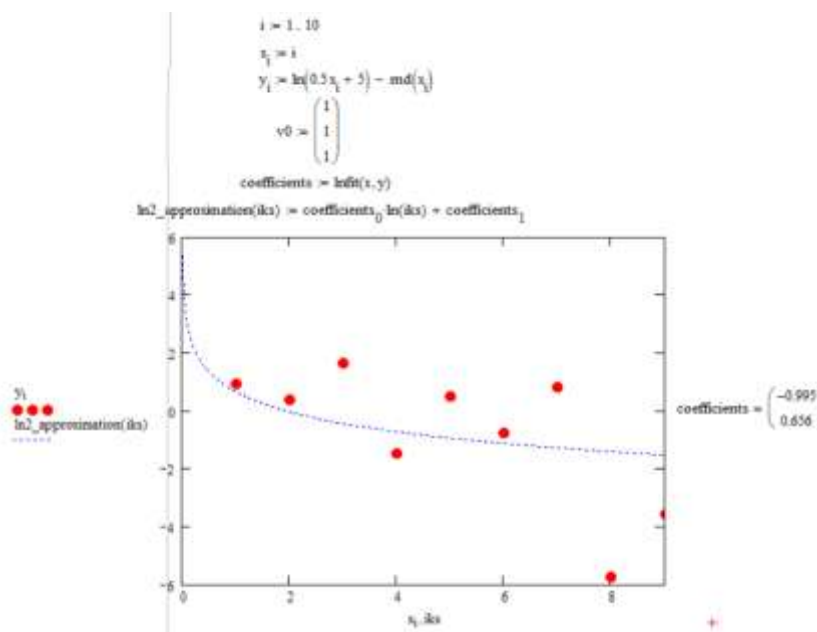 i := 1 .. 10
x_i := i
y_i := ln(0.5x_i + 5) − rnd(x_i)
v0 := (1 1 1)
coefficients := lnfit(x, y)
ln2_approximation(iks) := coefficients_0·ln(iks) + coefficients_1
6
4
2
0
−2
−4
−6
0 2 4 6 8
y_i
ln2_approximation(iks)
x_i, iks
coefficients = (−0.995 0.656)
+